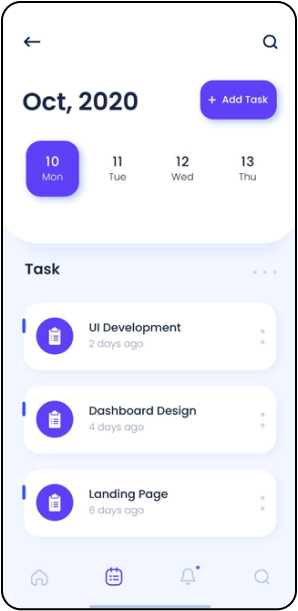 Oct, 2020
+ Add Task
10 11 12 13
Mon Tue Wed Thu
Task
UI Development
2 days ago
Dashboard Design
4 days ago
Landing Page
6 days ago